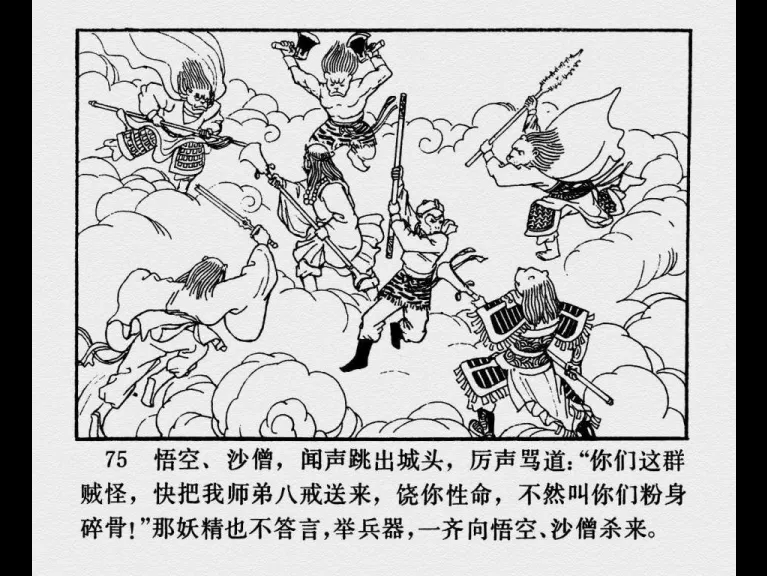 75 悟空、沙僧，闻声跳出城头，厉声骂道：“你们这群
贼怪，快把我师弟八戒送来，饶你性命，不然叫你们粉身
碎骨！”那妖精也不答言，举兵器，一齐向悟空、沙僧杀来。